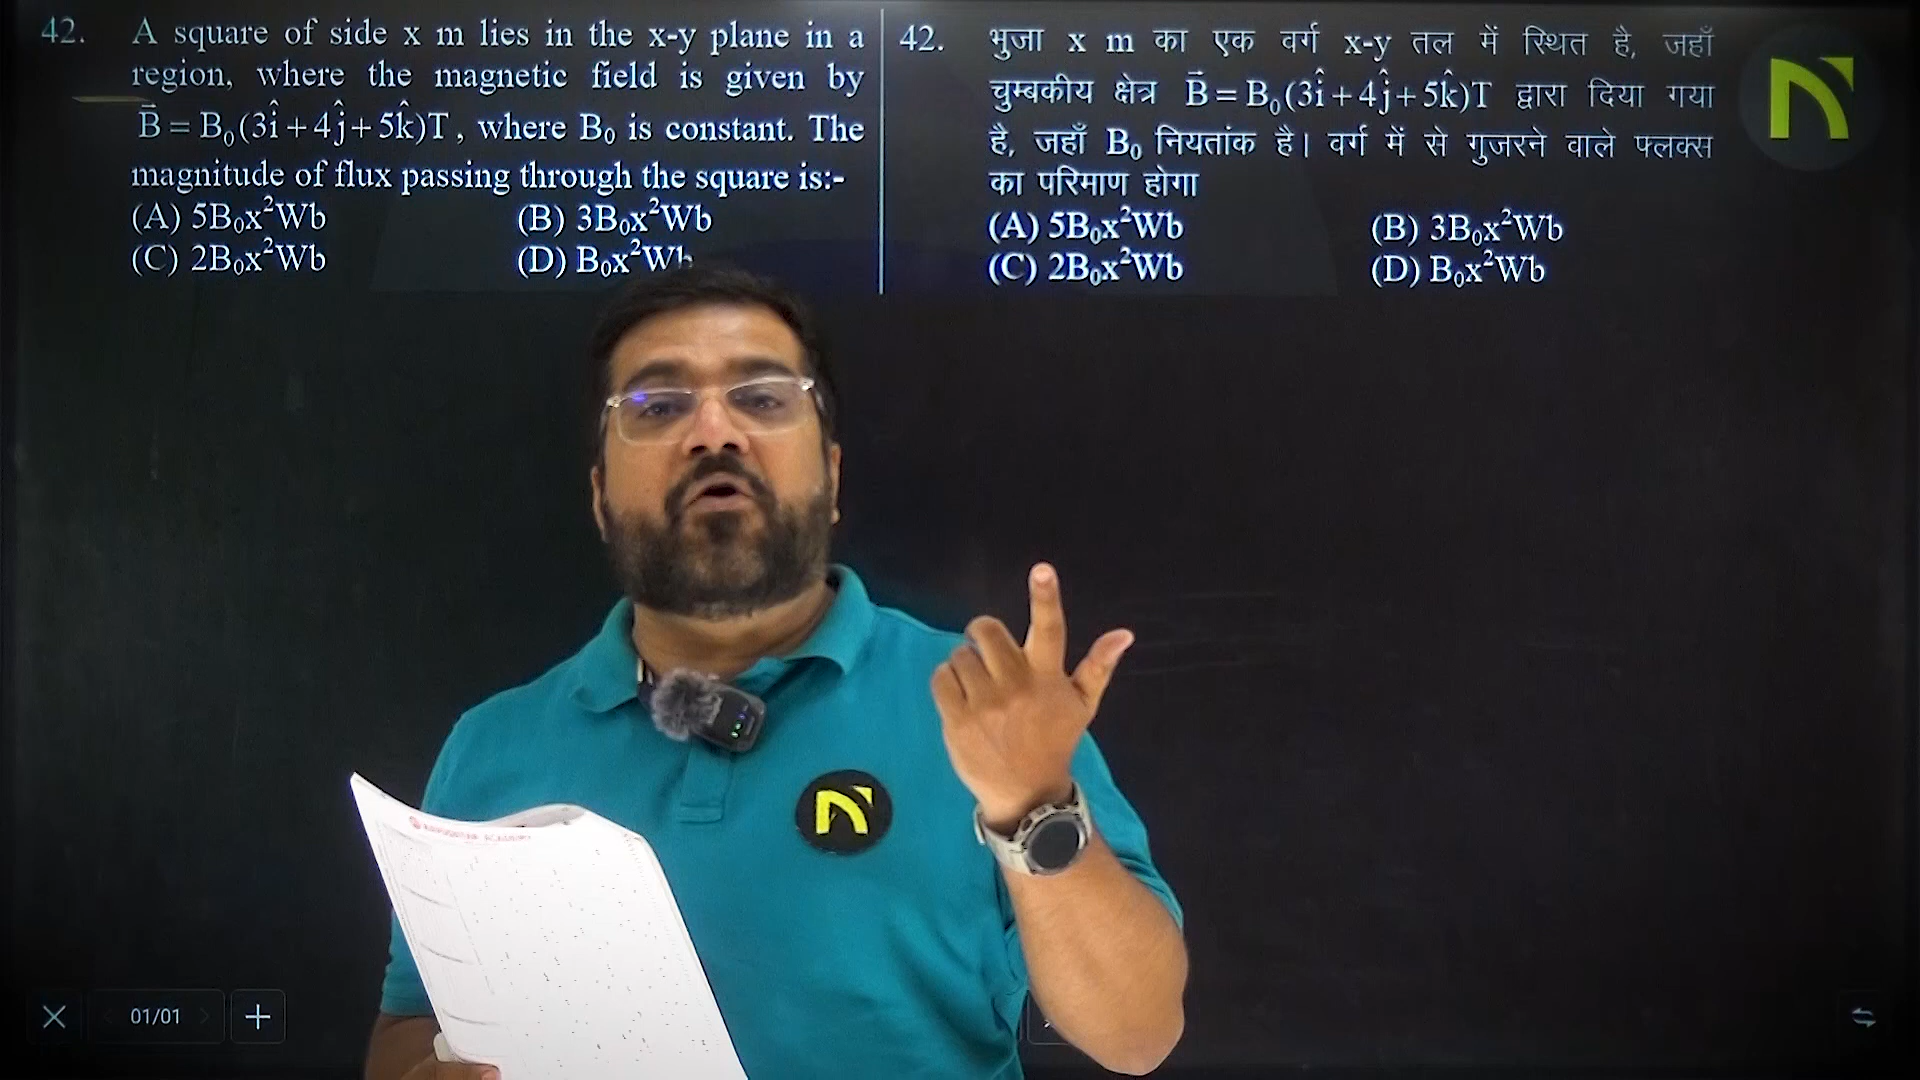 42. A square of side x m lies in the x-y plane in a
region, where the magnetic field is given by
B⃗ = B₀(3î + 4ĵ + 5k̂)T, where B₀ is constant. The
magnitude of flux passing through the square is:-
(A) 5B₀x²Wb (B) 3B₀x²Wb
(C) 2B₀x²Wb (D) B₀x²Wb
42. भुजा x m का एक वर्ग x-y तल में स्थित है, जहाँ
चुम्बकीय क्षेत्र B⃗ = B₀(3î + 4ĵ + 5k̂)T द्वारा दिया गया
है, जहाँ B₀ नियतांक है। वर्ग में से गुजरने वाले फ्लक्स
का परिमाण होगा
(A) 5B₀x²Wb (B) 3B₀x²Wb
(C) 2B₀x²Wb (D) B₀x²Wb
01/01